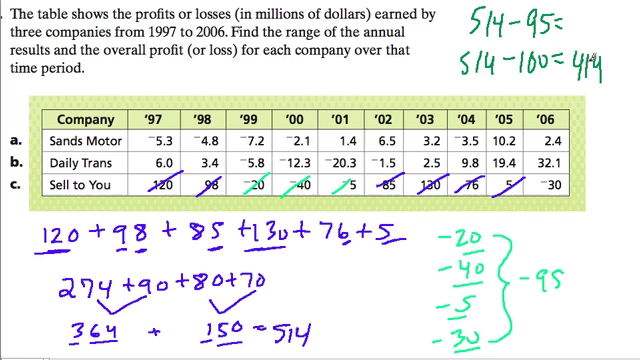 The table shows the profits or losses (in millions of dollars) earned by
three companies from 1997 to 2006. Find the range of the annual
results and the overall profit (or loss) for each company over that
time period.
514 - 95 =
514 - 100 = 414
Company '97 '98 '99 '00 '01 '02 '03 '04 '05 '06
a. Sands Motor ⁻5.3 ⁻4.8 ⁻7.2 ⁻2.1 1.4 6.5 3.2 ⁻3.5 10.2 2.4
b. Daily Trans 6.0 3.4 ⁻5.8 ⁻12.3 ⁻20.3 ⁻1.5 2.5 9.8 19.4 32.1
c. Sell to You 120 98 ⁻20 ⁻40 ⁻5 85 130 76 5 ⁻30
120 + 98 + 85 + 130 + 76 + 5
274 + 90 + 80 + 70
364 + 150 = 514
-20
-40
-5
-30
-95